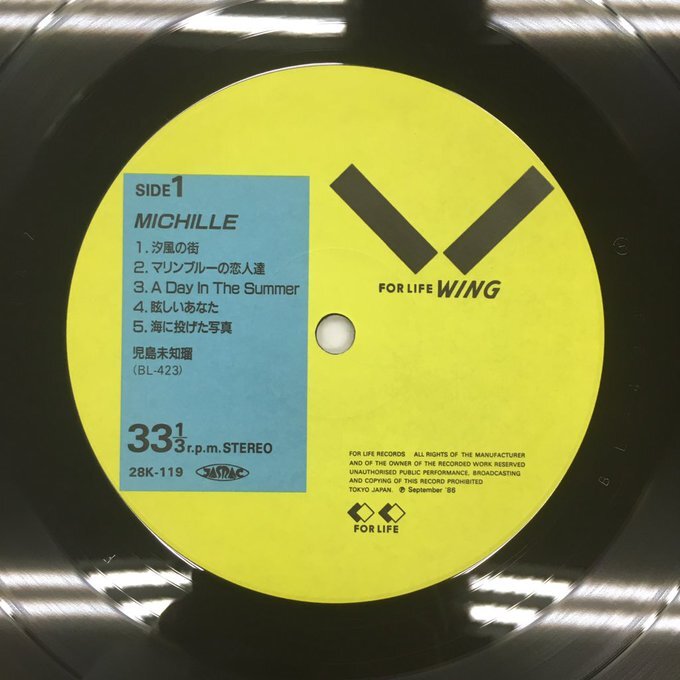 SIDE 1
MICHILLE
1. 汐風の街
2. マリンブルーの恋人達
3. A Day In The Summer
4. 眩しいあなた
5. 海に投げた写真
児島未知瑠
(BL-423)
33 1/3 r.p.m. STEREO
28K-119 JASRAC
FOR LIFE WING
FOR LIFE RECORDS ALL RIGHTS OF THE MANUFACTURER
AND OF THE OWNER OF THE RECORDED WORK RESERVED
UNAUTHORISED PUBLIC PERFORMANCE, BROADCASTING
AND COPYING OF THIS RECORD PROHIBITED
TOKYO JAPAN. Ⓟ September '86
FOR LIFE